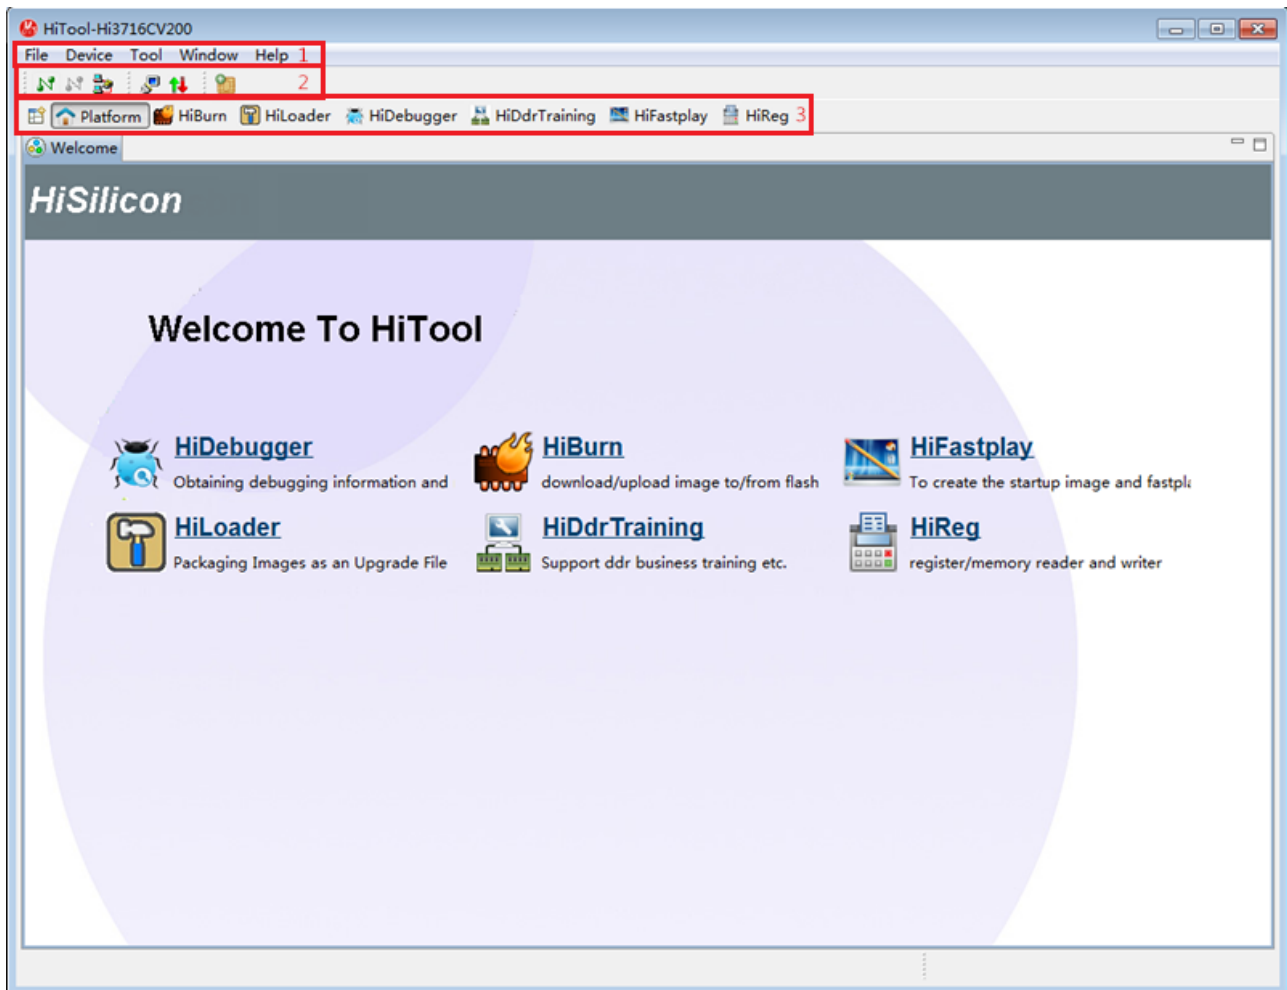 HiTool-Hi3716CV200
File Device Tool Window Help 1
2
Platform HiBurn HiLoader HiDebugger HiDdrTraining HiFastplay HiReg 3
Welcome
HiSilicon
Welcome To HiTool
HiDebugger HiBurn HiFastplay
Obtaining debugging information and download/upload image to/from flash To create the startup image and fastpla
HiLoader HiDdrTraining HiReg
Packaging Images as an Upgrade File Support ddr business training etc. register/memory reader and writer